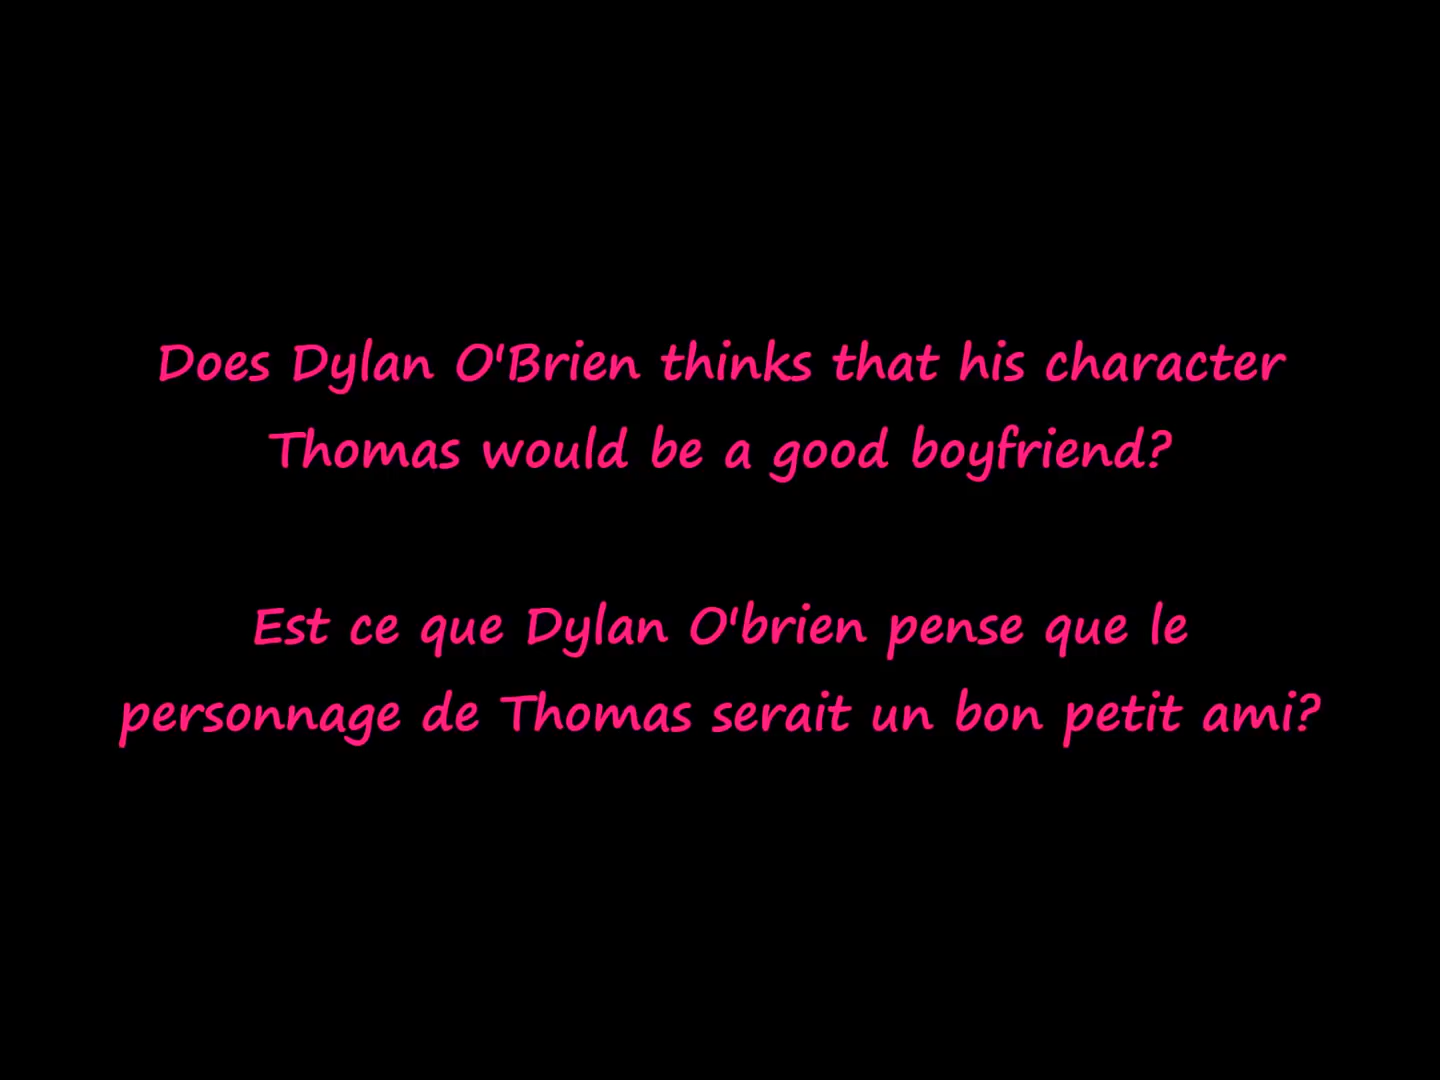 Does Dylan O'Brien thinks that his character
Thomas would be a good boyfriend?
Est ce que Dylan O'brien pense que le
personnage de Thomas serait un bon petit ami?